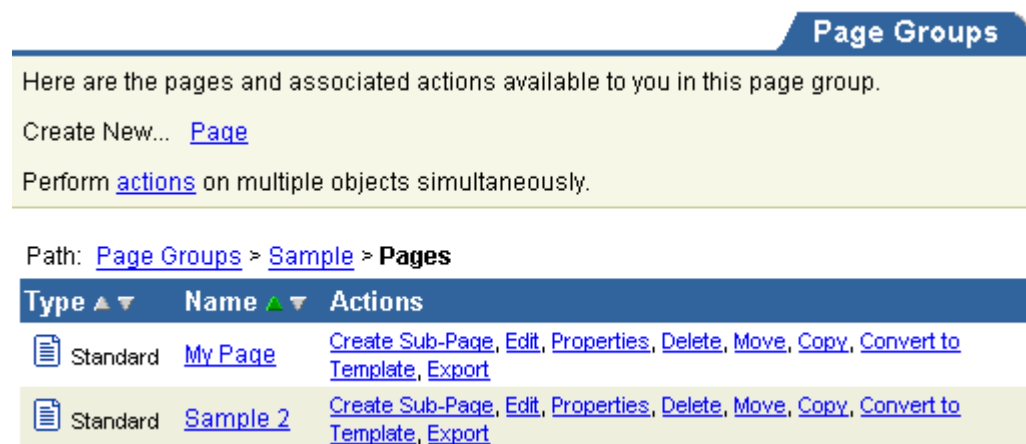 Page Groups
Here are the pages and associated actions available to you in this page group.
Create New... Page
Perform actions on multiple objects simultaneously.
Path: Page Groups > Sample > Pages
Type Name Actions
Standard My Page Create Sub-Page, Edit, Properties, Delete, Move, Copy, Convert to
Template, Export
Standard Sample 2 Create Sub-Page, Edit, Properties, Delete, Move, Copy, Convert to
Template, Export